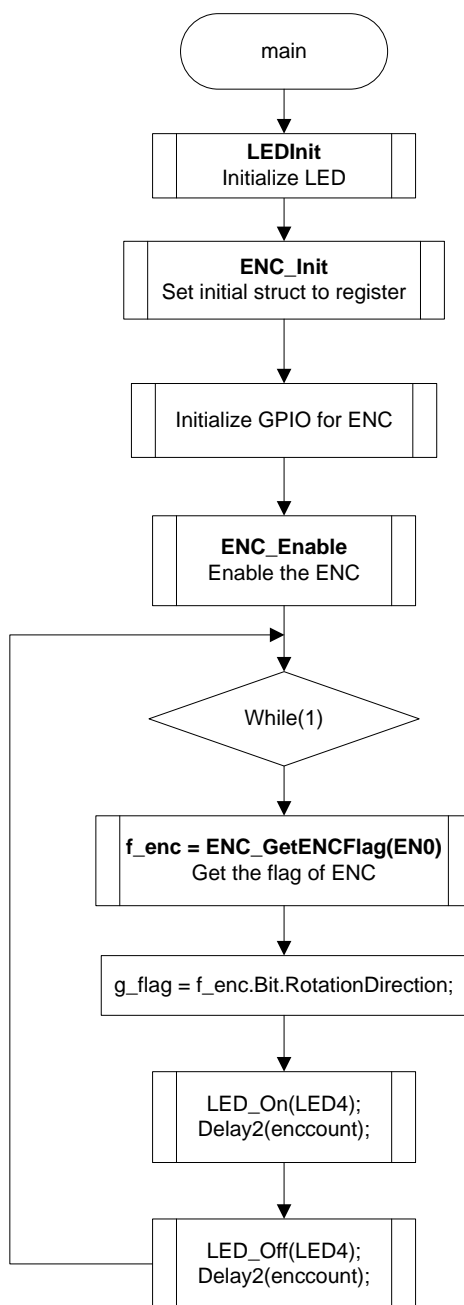 main
LEDInit
Initialize LED
ENC_Init
Set initial struct to register
Initialize GPIO for ENC
ENC_Enable
Enable the ENC
While(1)
f_enc = ENC_GetENCFlag(EN0)
Get the flag of ENC
g_flag = f_enc.Bit.RotationDirection;
LED_On(LED4);
Delay2(enccount);
LED_Off(LED4);
Delay2(enccount);